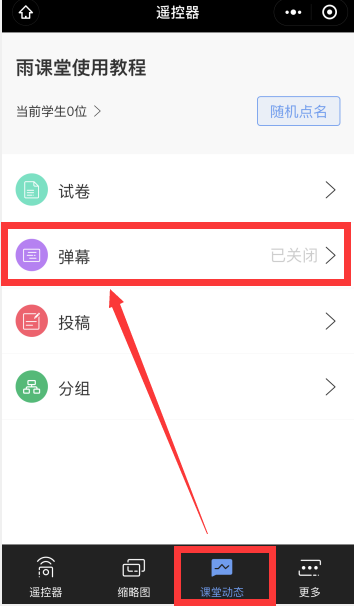 遥控器
雨课堂使用教程
当前学生0位
随机点名
试卷
弹幕 已关闭
投稿
分组
遥控器 缩略图 课堂动态 更多